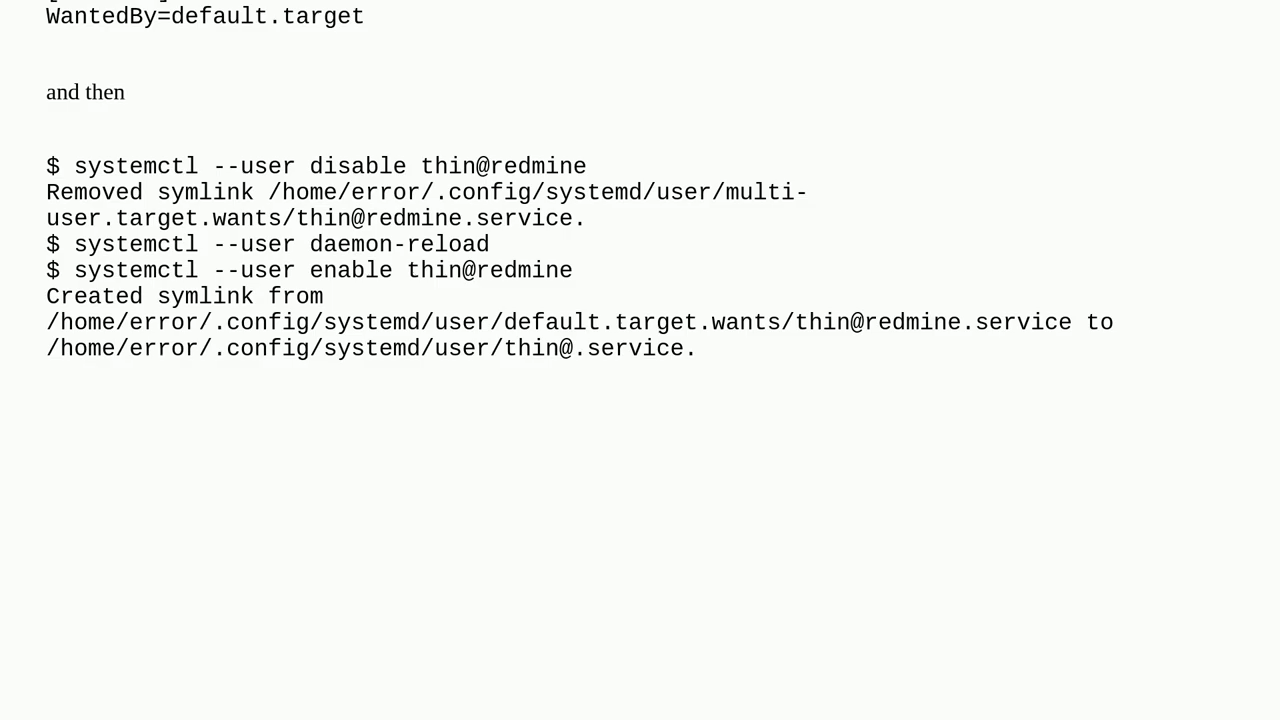 WantedBy=default.target
and then
$ systemctl --user disable thin@redmine
Removed symlink /home/error/.config/systemd/user/multi-
user.target.wants/thin@redmine.service.
$ systemctl --user daemon-reload
$ systemctl --user enable thin@redmine
Created symlink from
/home/error/.config/systemd/user/default.target.wants/thin@redmine.service to
/home/error/.config/systemd/user/thin@.service.